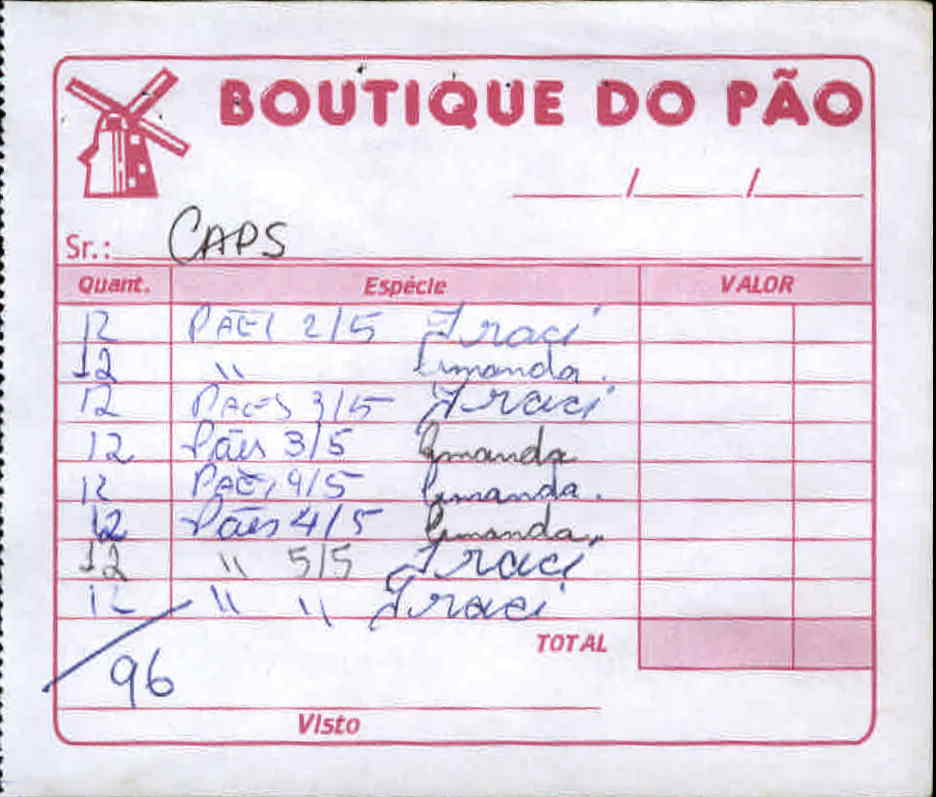 BOUTIQUE DO PÃO
/ /
Sr.: CAPS
Quant. Espécie VALOR
12 PÃES 2/5 Iraci
12 " Amanda.
12 PÃES 3/5 Iraci
12 Pães 3/5 Amanda
12 PÃES 4/5 Amanda.
12 Pães 4/5 Amanda.
12 " 5/5 Iraci
12 " " Iraci
TOTAL
96
Visto